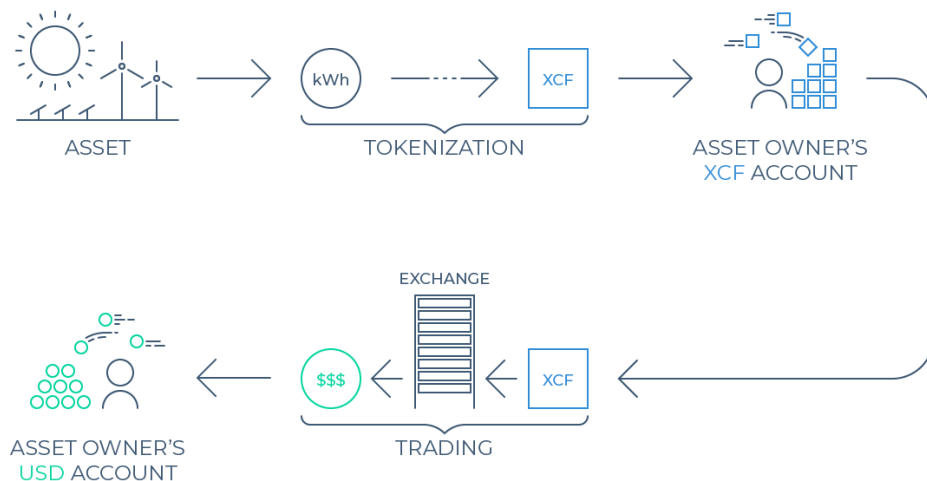 kWh
XCF
ASSET
TOKENIZATION
ASSET OWNER'S
XCF ACCOUNT
EXCHANGE
$$$
XCF
ASSET OWNER'S
USD ACCOUNT
TRADING